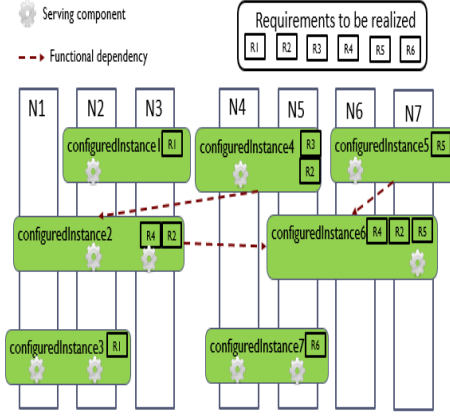 Serving component
Functional dependency
Requirements to be realized
R1 R2 R3 R4 R5 R6
N1 N2 N3 N4 N5 N6 N7
configuredInstance1 R1
configuredInstance4 R3
R2
configuredInstance5 R5
configuredInstance2 R4 R2
configuredInstance6 R4 R2 R5
configuredInstance3 R1
configuredInstance7 R6